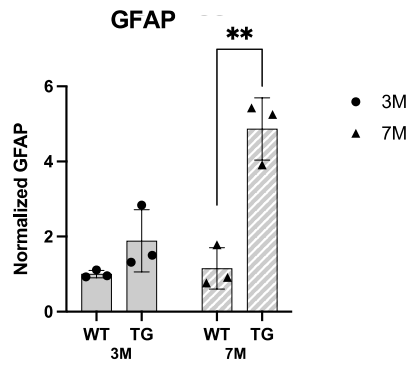 GFAP
**
Normalized GFAP
6
4
2
0
WT TG WT TG
3M 7M
3M
7M